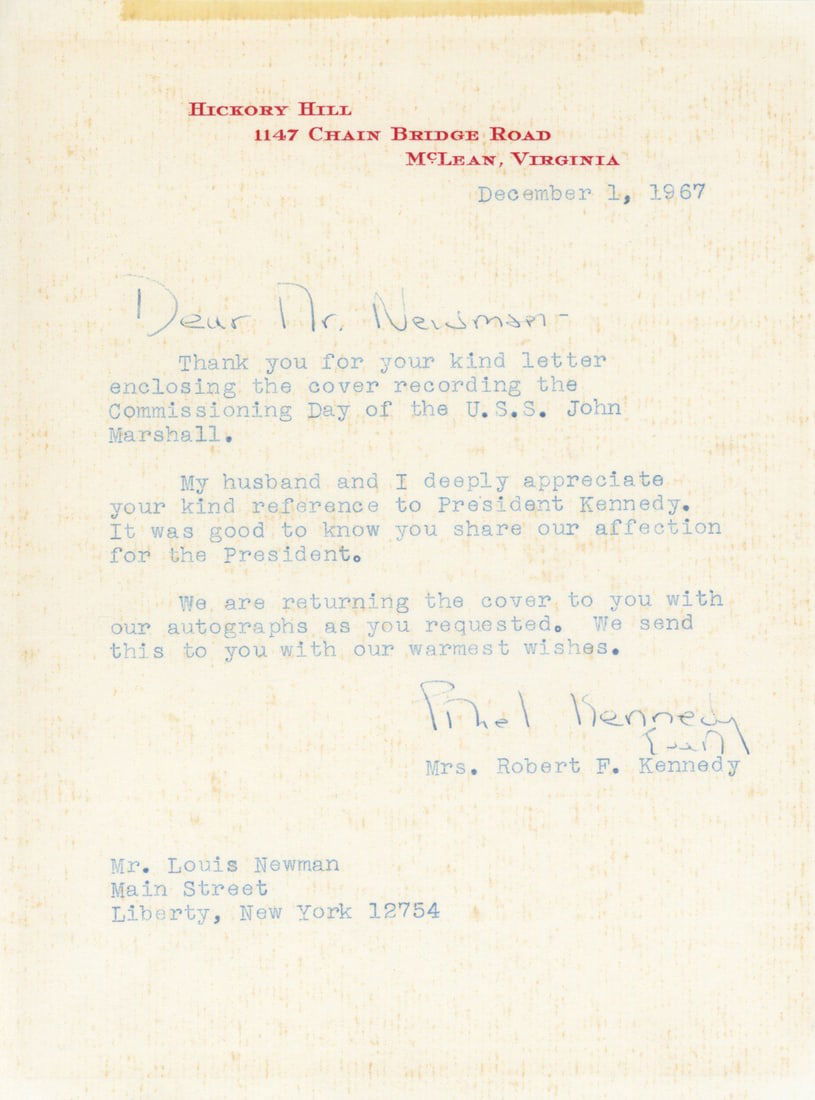 Hickory Hill
1147 Chain Bridge Road
McLean, Virginia
December 1, 1967
Dear Mr. Newman-
Thank you for your kind letter
enclosing the cover recording the
Commissioning Day of the U.S.S. John
Marshall.
My husband and I deeply appreciate
your kind reference to President Kennedy.
It was good to know you share our affection
for the President.
We are returning the cover to you with
our autographs as you requested. We send
this to you with our warmest wishes.
Ethel Kennedy
Mrs. Robert F. Kennedy
Mr. Louis Newman
Main Street
Liberty, New York 12754